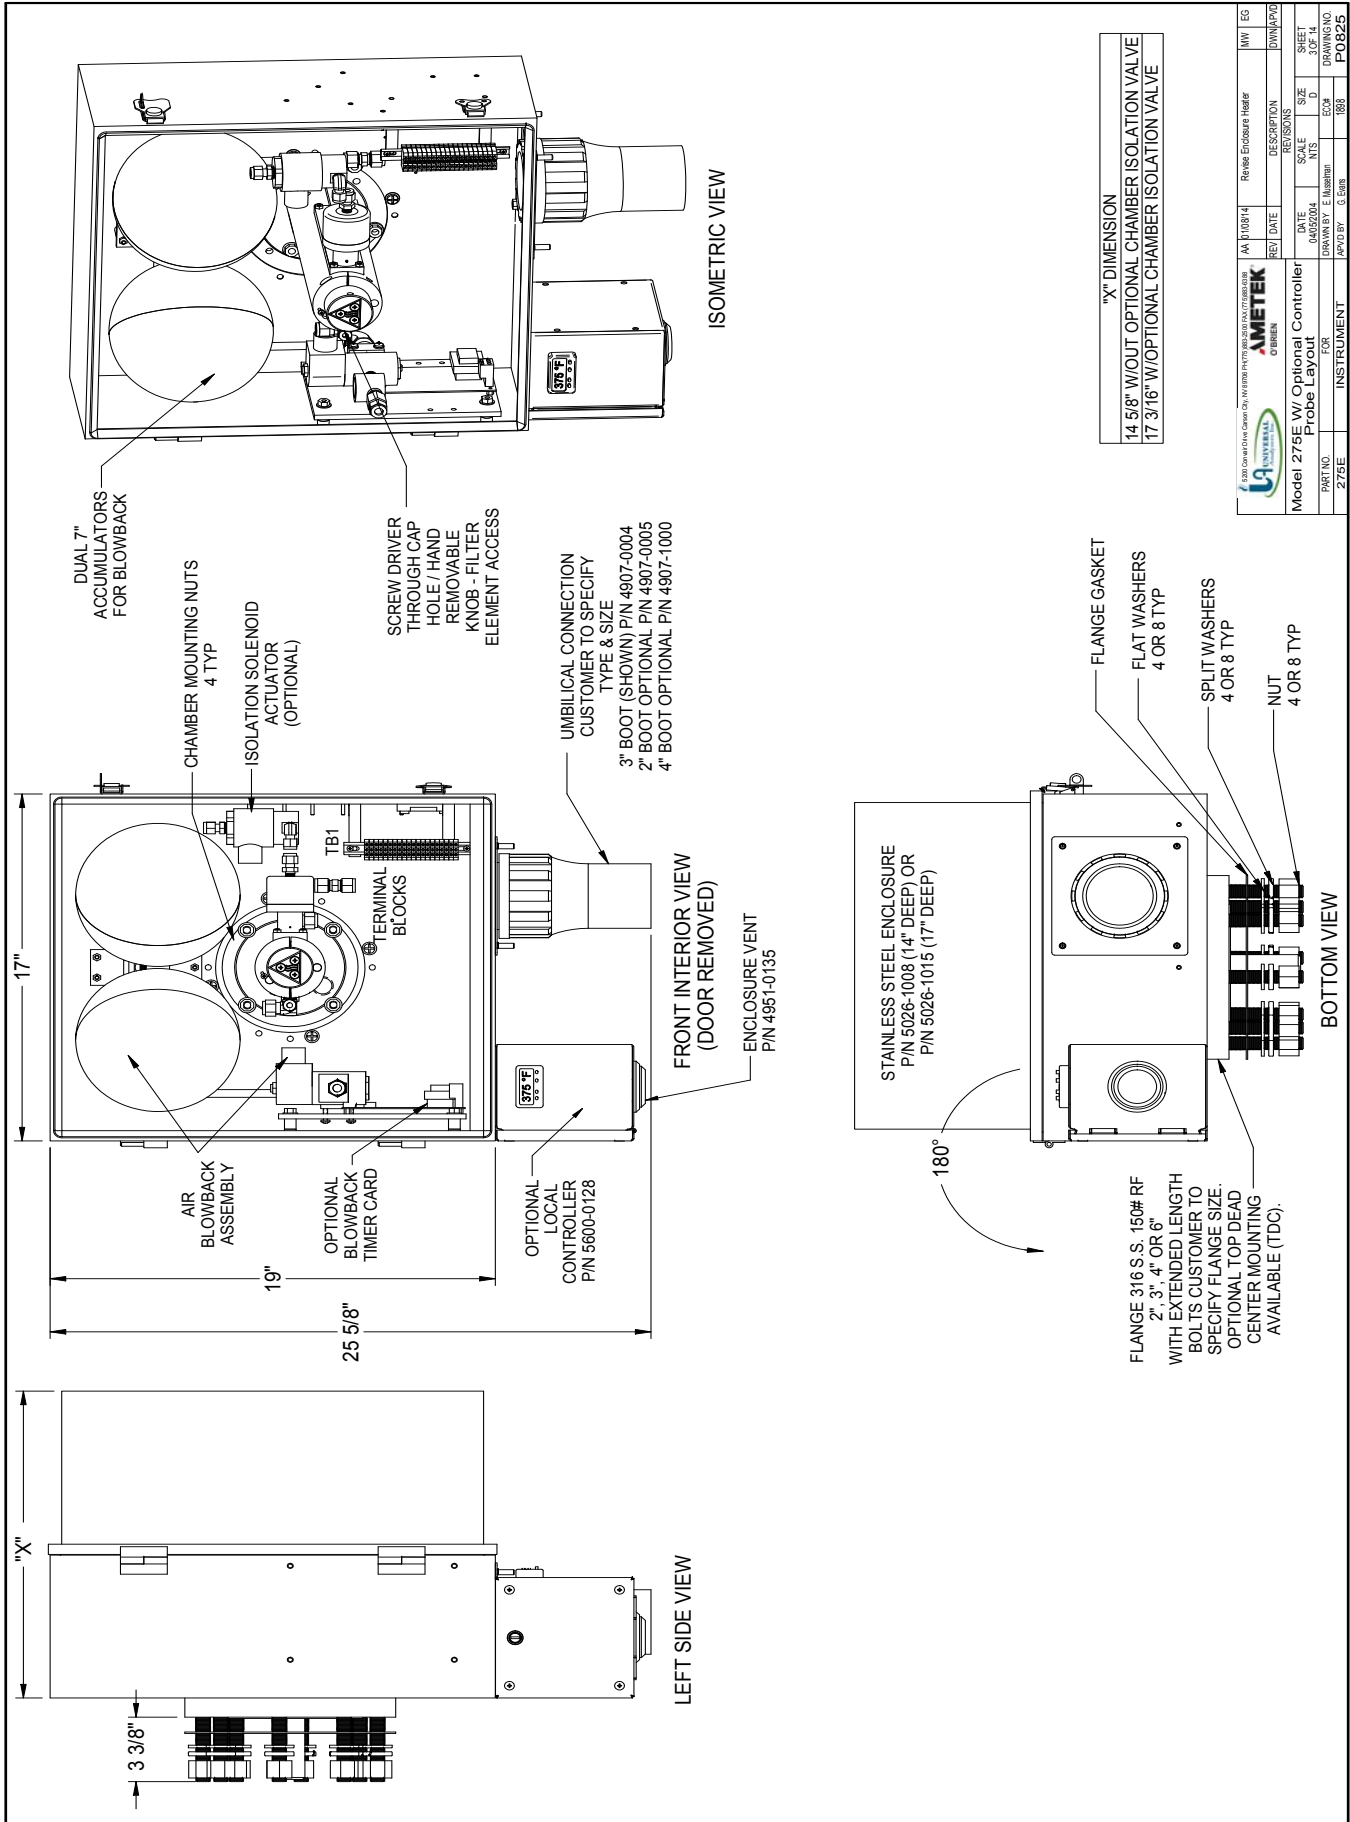 "X"
3 3/8"
LEFT SIDE VIEW
17"
19"
25 5/8"
AIR
BLOWBACK
ASSEMBLY
OPTIONAL
BLOWBACK
TIMER CARD
OPTIONAL
LOCAL
CONTROLLER
P/N 5600-0128
375 °F
TERMINAL
BLOCKS
TB1
CHAMBER MOUNTING NUTS
4 TYP
ISOLATION SOLENOID
ACTUATOR
(OPTIONAL)
UMBILICAL CONNECTION
CUSTOMER TO SPECIFY
TYPE & SIZE
3" BOOT (SHOWN) P/N 4907-0004
2" BOOT OPTIONAL P/N 4907-0005
4" BOOT OPTIONAL P/N 4907-1000
FRONT INTERIOR VIEW
(DOOR REMOVED)
ENCLOSURE VENT
P/N 4951-0135
DUAL 7"
ACCUMULATORS
FOR BLOWBACK
SCREW DRIVER
THROUGH CAP
HOLE / HAND
REMOVABLE
KNOB - FILTER
ELEMENT ACCESS
375 °F
ISOMETRIC VIEW
180°
STAINLESS STEEL ENCLOSURE
P/N 5026-1008 (14" DEEP) OR
P/N 5026-1015 (17" DEEP)
FLANGE 316 S.S. 150# RF
2", 3", 4" OR 6"
WITH EXTENDED LENGTH
BOLTS CUSTOMER TO
SPECIFY FLANGE SIZE.
OPTIONAL TOP DEAD
CENTER MOUNTING
AVAILABLE (TDC).
FLANGE GASKET
FLAT WASHERS
4 OR 8 TYP
SPLIT WASHERS
4 OR 8 TYP
NUT
4 OR 8 TYP
BOTTOM VIEW
"X" DIMENSION
14 5/8" W/OUT OPTIONAL CHAMBER ISOLATION VALVE
17 3/16" W/OPTIONAL CHAMBER ISOLATION VALVE
UNIVERSAL
AMETEK
O'BRIEN
AA 01/08/14 Revise Enclosure Heater MW EG
REV DATE DESCRIPTION DWN APVD
REVISIONS
Model 275E W/ Optional Controller
Probe Layout
DATE
04/05/2004
SCALE
NTS
SIZE
D
SHEET
3 OF 14
PART NO.
275E
FOR
INSTRUMENT
DRAWN BY E. Musselman
APV'D BY G. Evans
ECO#
1898
DRAWING NO.
P0825